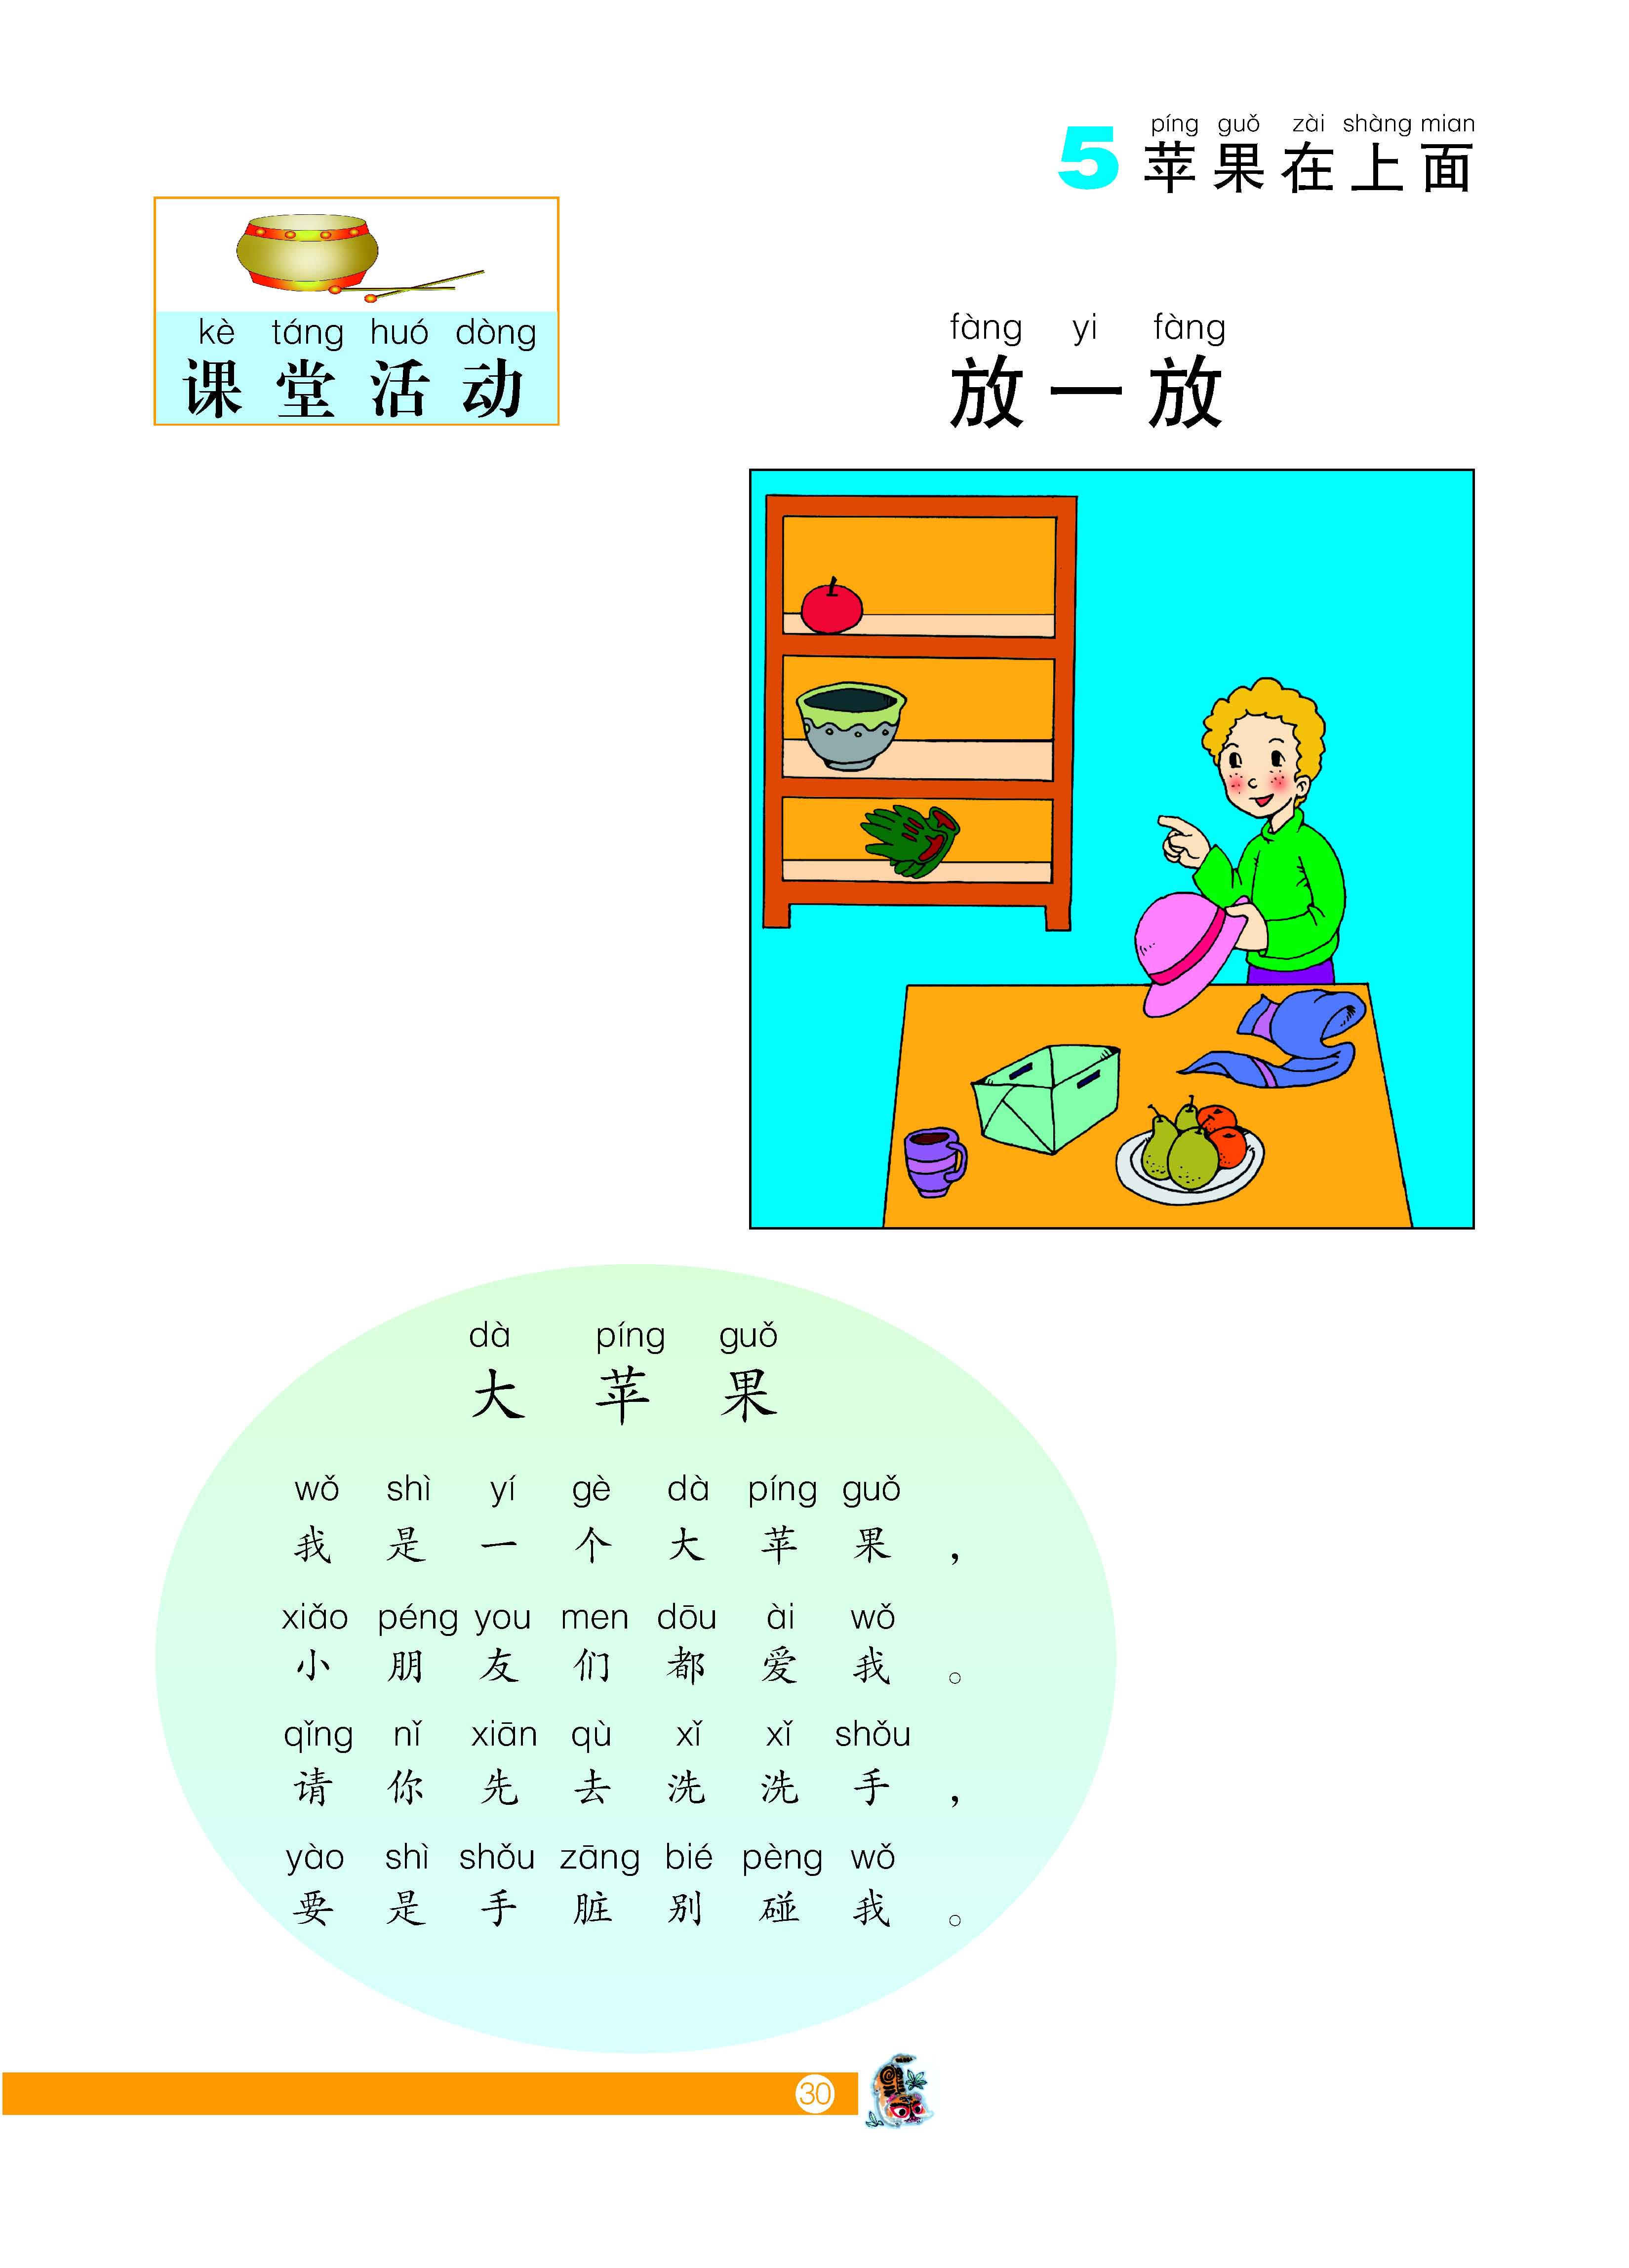 píng guǒ zài shàng mian
5 苹果在上面
kè táng huó dòng
课堂活动
fàng yi fàng
放一放
dà píng guǒ
大苹果
wǒ shì yí gè dà píng guǒ
我是一个大苹果，
xiǎo péng you men dōu ài wǒ
小朋友们都爱我。
qǐng nǐ xiān qù xǐ xǐ shǒu
请你先去洗洗手，
yào shì shǒu zāng bié pèng wǒ
要是手脏别碰我。
30